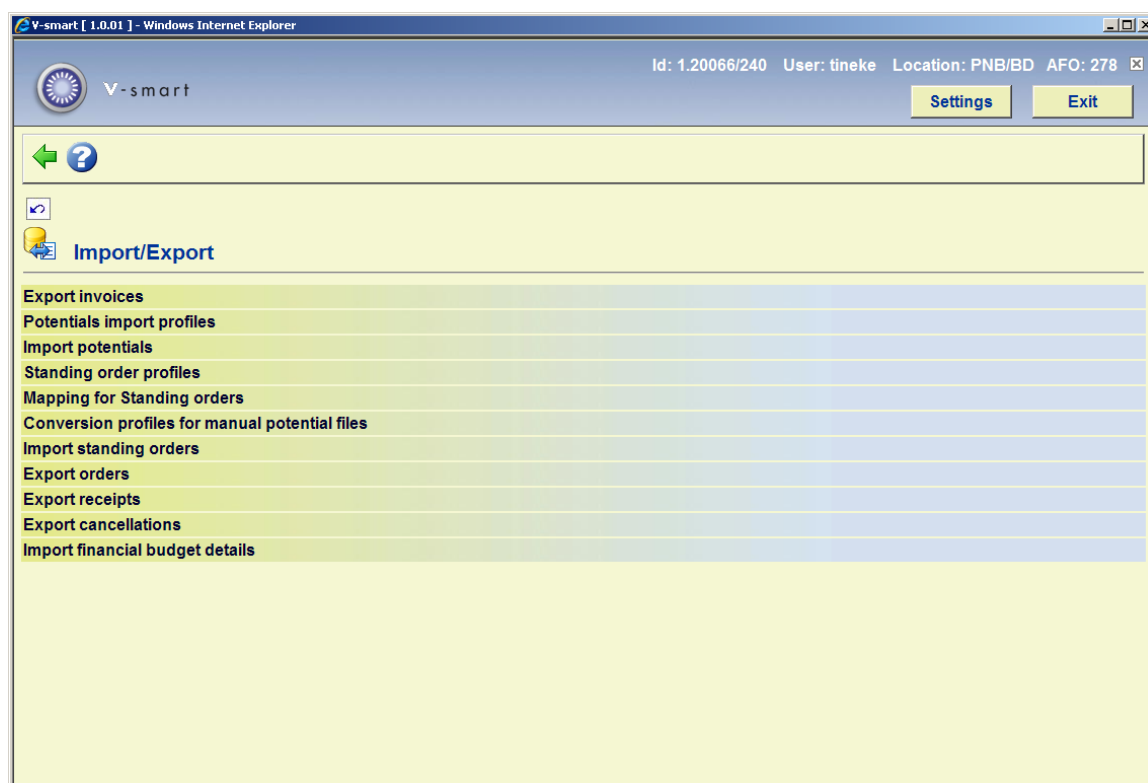 V-smart [ 1.0.01 ] - Windows Internet Explorer
Id: 1.20066/240 User: tineke Location: PNB/BD AFO: 278
V-smart
Settings Exit
Import/Export
Export invoices
Potentials import profiles
Import potentials
Standing order profiles
Mapping for Standing orders
Conversion profiles for manual potential files
Import standing orders
Export orders
Export receipts
Export cancellations
Import financial budget details